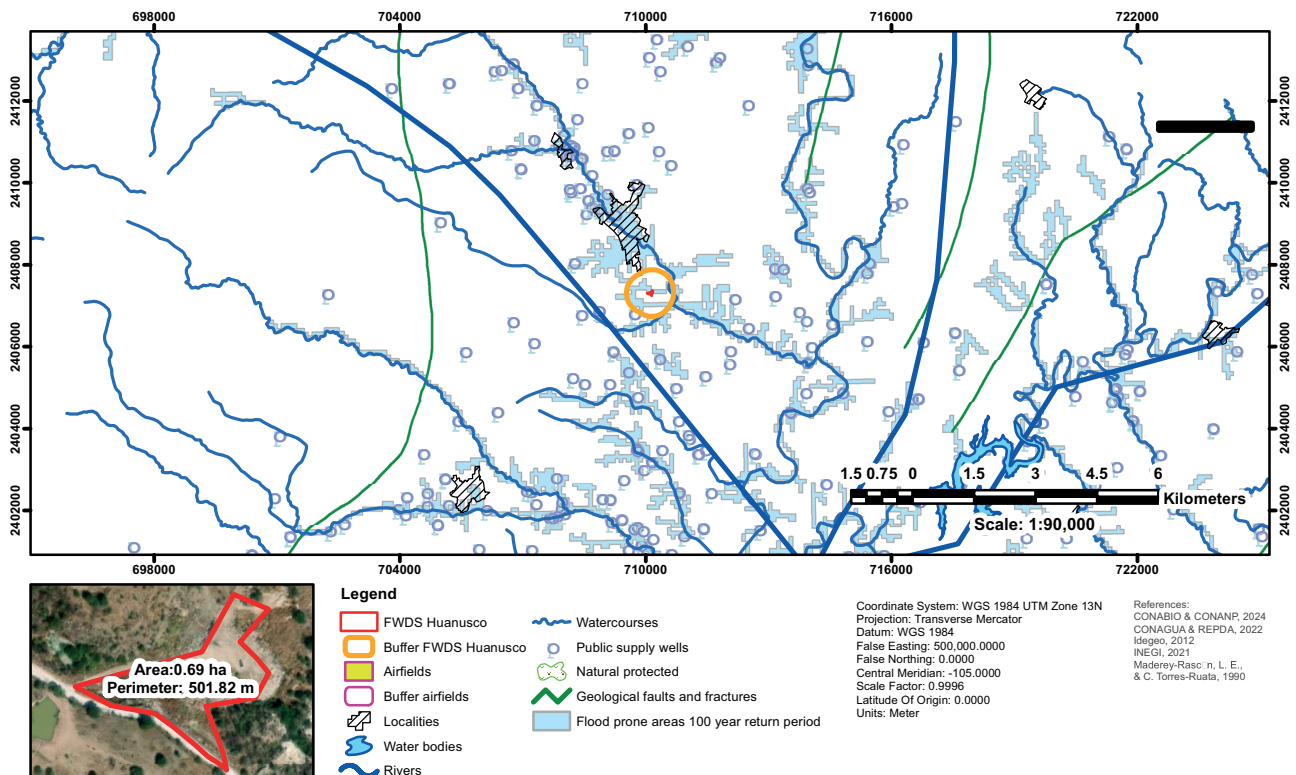 698000 704000 710000 716000 722000
2412000 2412000
2410000 2410000
2408000 2408000
2406000 2406000
2404000 2404000
2402000 2402000
1.5 0.75 0 1.5 3 4.5 6
Kilometers
Scale: 1:90,000
698000 704000 710000 716000 722000
Area:0.69 ha
Perimeter: 501.82 m
Legend
FWDS Huanusco
Buffer FWDS Huanusco
Airfields
Buffer airfields
Localities
Water bodies
Rivers
Watercourses
Public supply wells
Natural protected
Geological faults and fractures
Flood prone areas 100 year return period
Coordinate System: WGS 1984 UTM Zone 13N
Projection: Transverse Mercator
Datum: WGS 1984
False Easting: 500,000.0000
False Northing: 0.0000
Central Meridian: -105.0000
Scale Factor: 0.9996
Latitude Of Origin: 0.0000
Units: Meter
References:
CONABIO & CONANP, 2024
CONAGUA & REPDA, 2022
Idegeo, 2012
INEGI, 2021
Maderey-Rasc□n, L. E.,
& C. Torres-Ruata, 1990